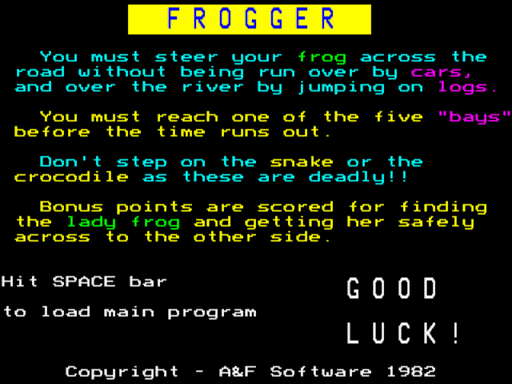 FROGGER
You must steer your frog across the
road without being run over by cars,
and over the river by jumping on logs.
You must reach one of the five "bays"
before the time runs out.
Don't step on the snake or the
crocodile as these are deadly!!
Bonus points are scored for finding
the lady frog and getting her safely
across to the other side.
Hit SPACE bar
to load main program
GOOD
LUCK!
Copyright - A&F Software 1982